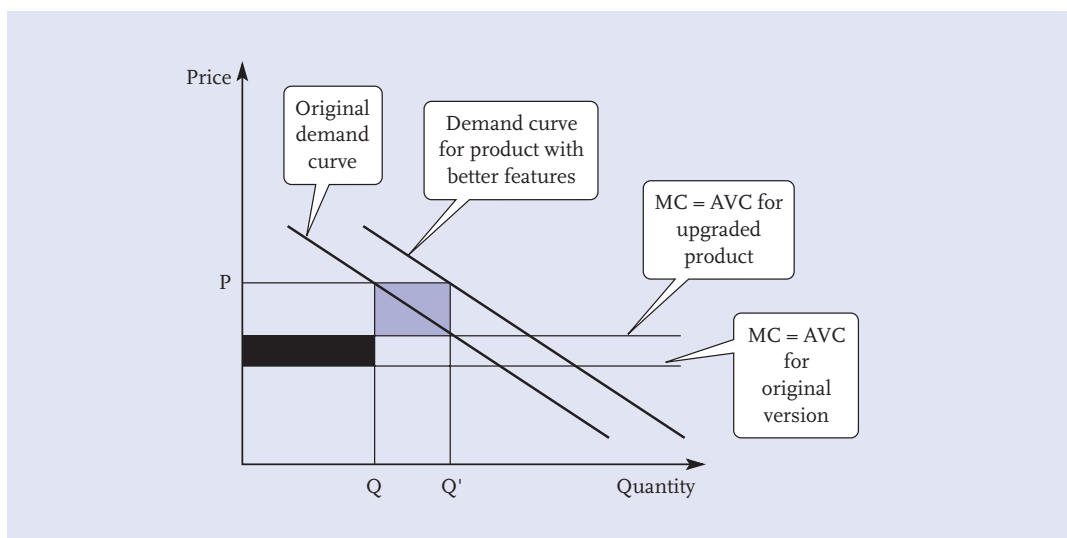 Price
Original
demand
curve
Demand curve
for product with
better features
MC = AVC for
upgraded
product
P
MC = AVC
for
original
version
Q
Q'
Quantity